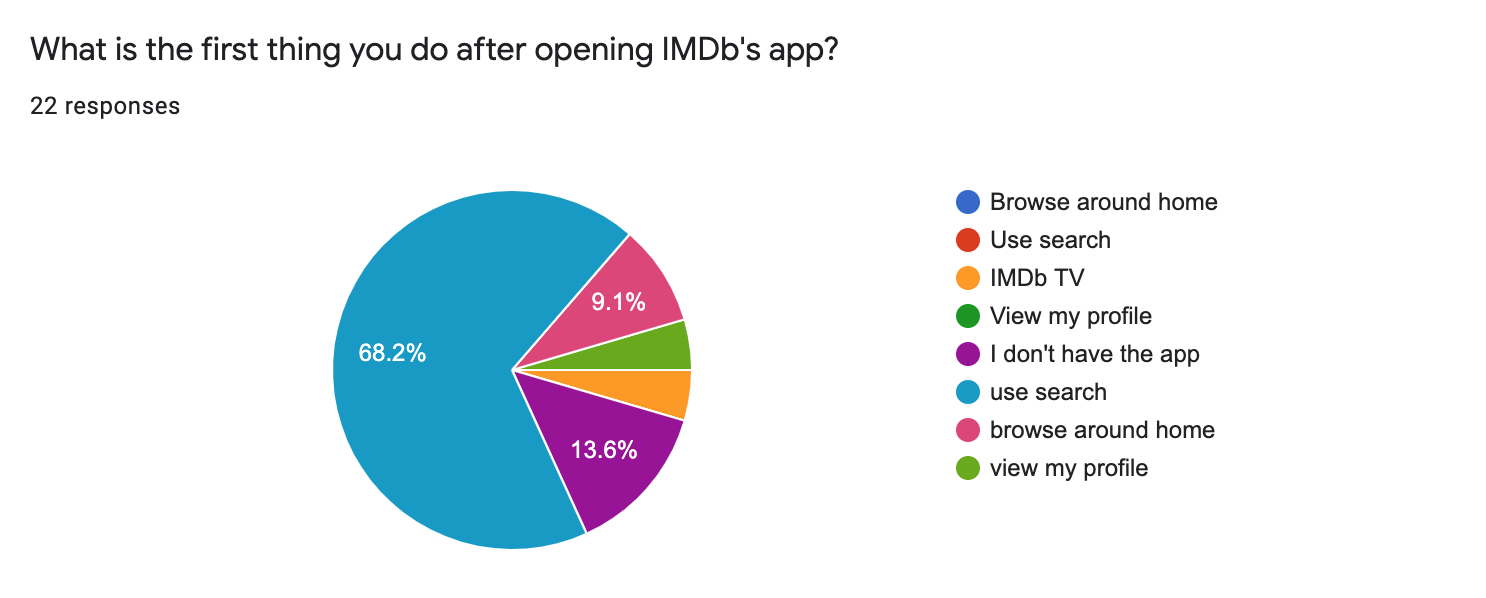 What is the first thing you do after opening IMDb's app?
22 responses
68.2%
9.1%
13.6%
Browse around home
Use search
IMDb TV
View my profile
I don't have the app
use search
browse around home
view my profile